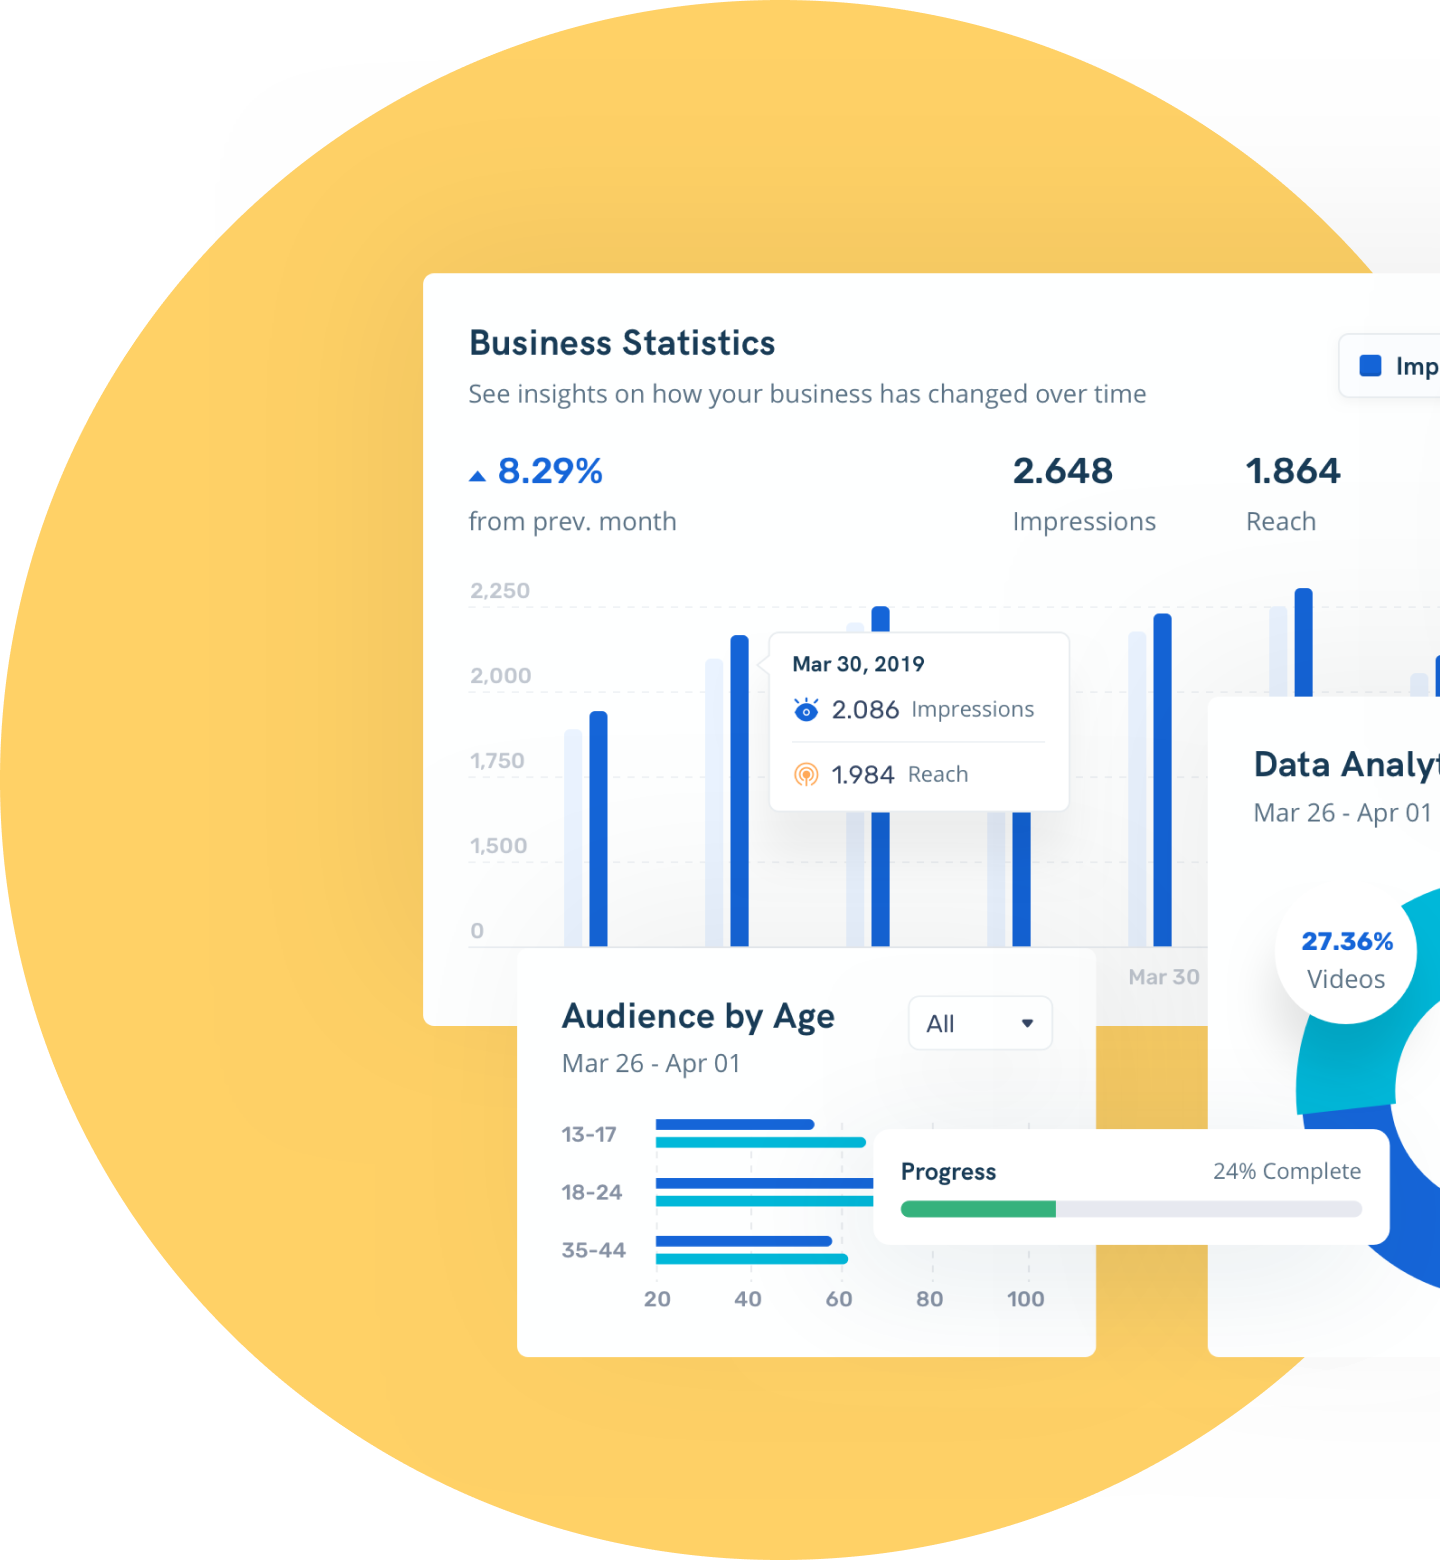 Business Statistics
See insights on how your business has changed over time
Imp
8.29%
from prev. month
2.648
Impressions
1.864
Reach
2,250
2,000
1,750
1,500
0
Mar 30, 2019
2.086 Impressions
1.984 Reach
Mar 30
Data Analyt
Mar 26 - Apr 01
27.36%
Videos
Audience by Age
All
Mar 26 - Apr 01
13-17
18-24
35-44
20 40 60 80 100
Progress 24% Complete